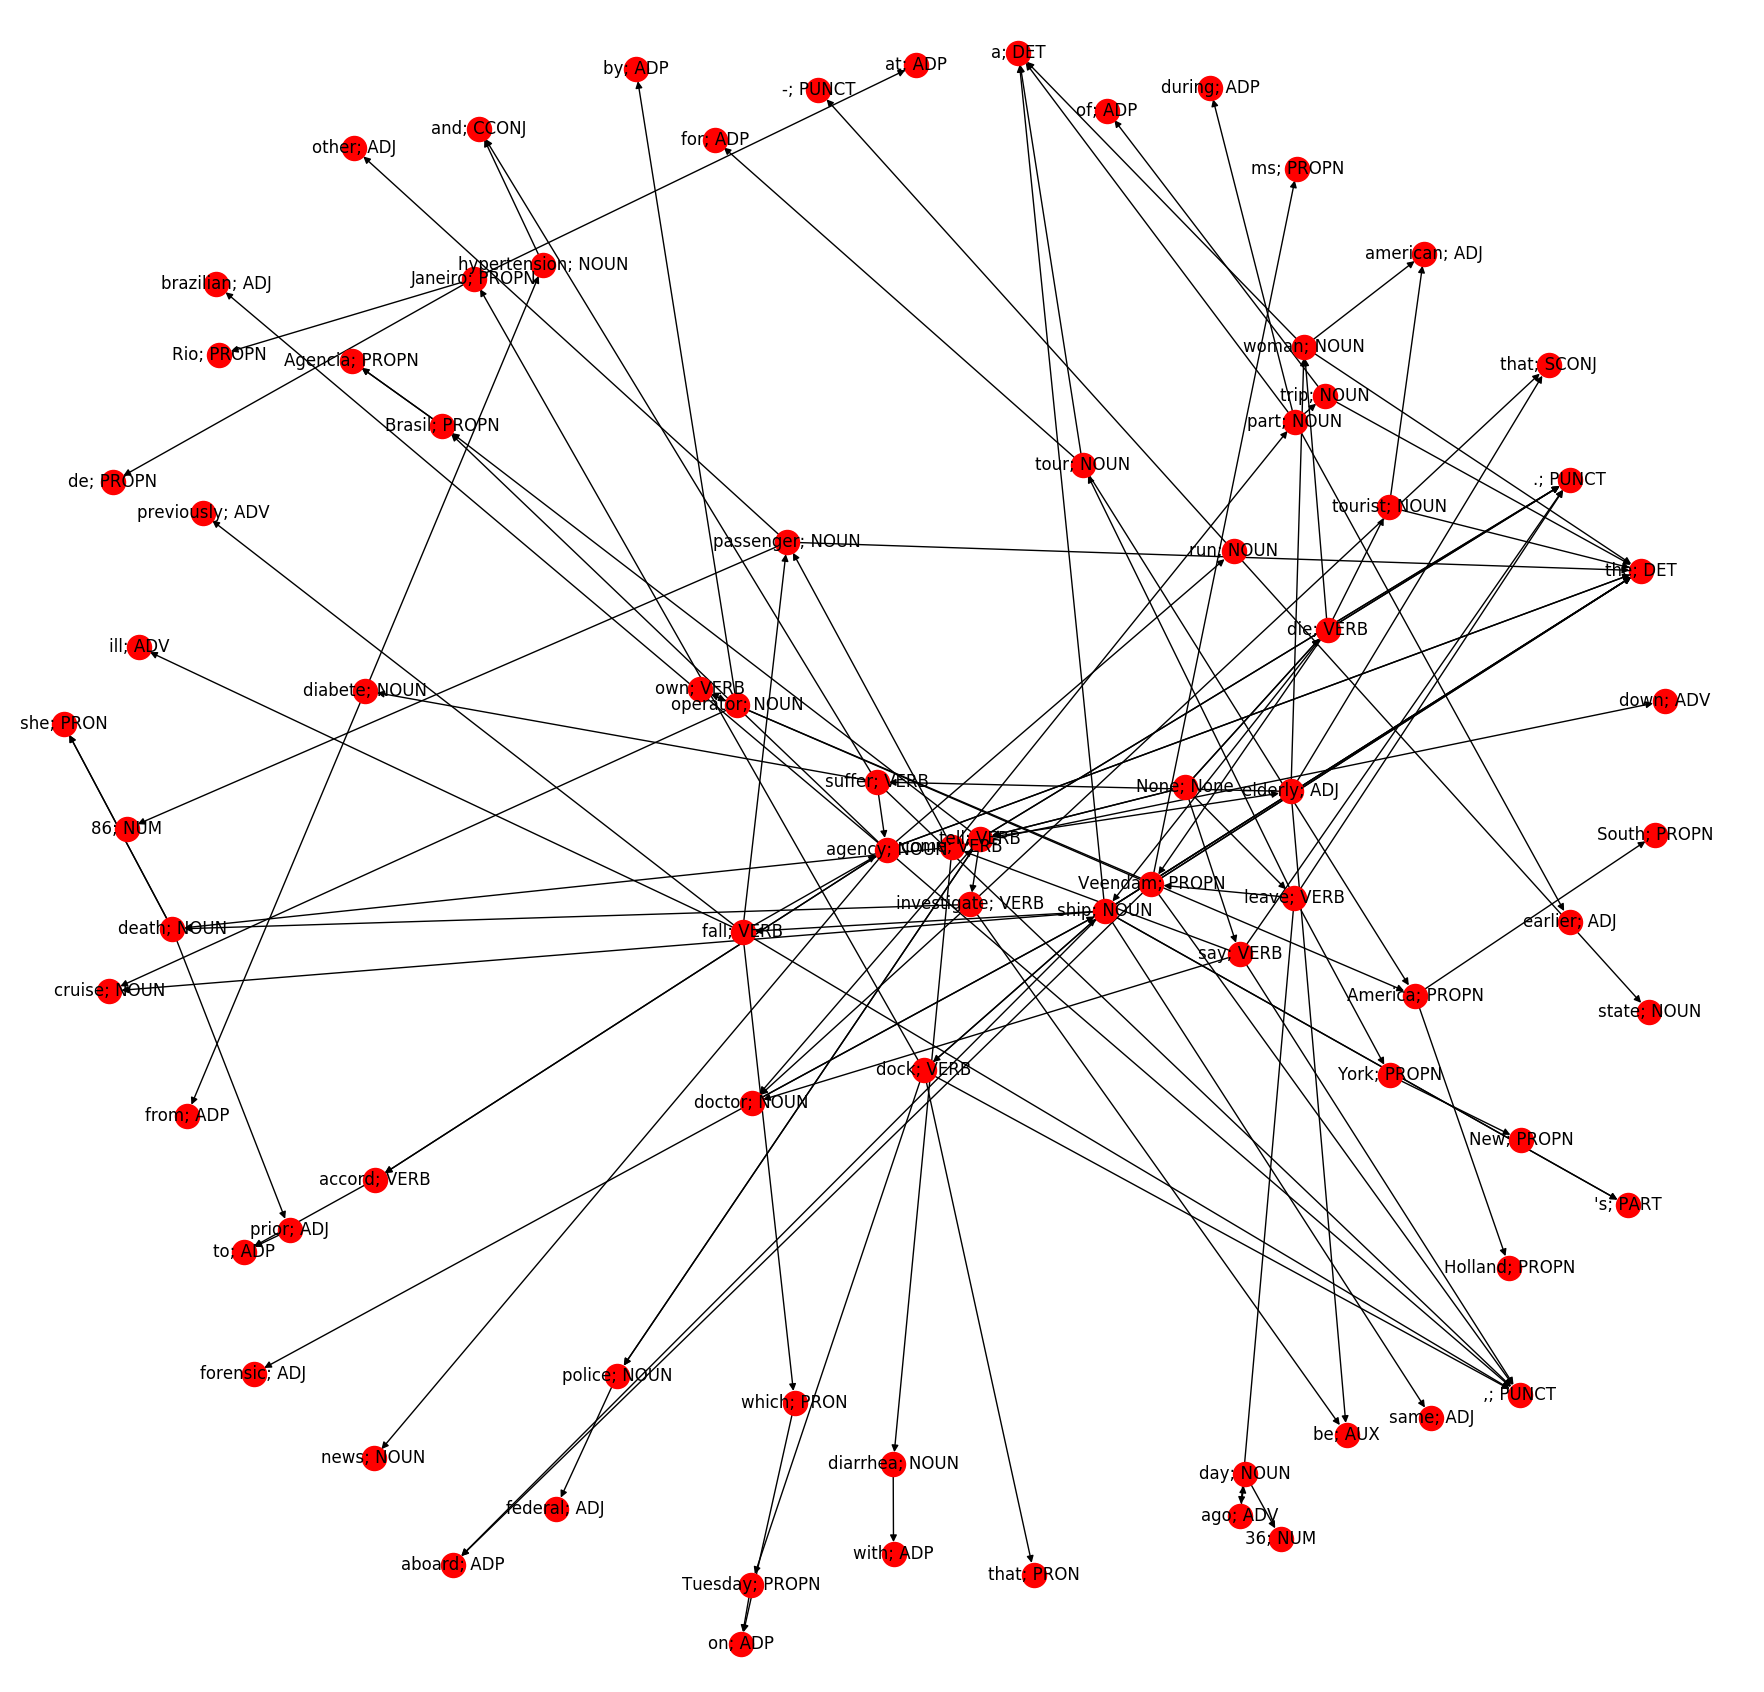 a; DET
at; ADP
by; ADP
-; PUNCT
during; ADP
of; ADP
and; CCONJ
for; ADP
other; ADJ
ms; PROPN
american; ADJ
hypertension; NOUN
Janeiro; PROPN
brazilian; ADJ
woman; NOUN
Rio; PROPN
Agencia; PROPN
that; SCONJ
trip; NOUN
part; NOUN
Brasil; PROPN
tour; NOUN
.; PUNCT
de; PROPN
tourist; NOUN
previously; ADV
passenger; NOUN
run; NOUN
the; DET
die; VERB
ill; ADV
diabete; NOUN
own; VERB
operator; NOUN
down; ADV
she; PRON
suffer; VERB
None; None
elderly; ADJ
86; NUM
South; PROPN
tell; VERB
come; VERB
agency; NOUN
Veendam; PROPN
leave; VERB
investigate; VERB
ship; NOUN
earlier; ADJ
death; NOUN
fall; VERB
say; VERB
cruise; NOUN
America; PROPN
state; NOUN
dock; VERB
York; PROPN
doctor; NOUN
from; ADP
New; PROPN
accord; VERB
's; PART
prior; ADJ
to; ADP
Holland; PROPN
forensic; ADJ
police; NOUN
,; PUNCT
which; PRON
same; ADJ
be; AUX
news; NOUN
diarrhea; NOUN
day; NOUN
federal; ADJ
ago; ADV
36; NUM
with; ADP
aboard; ADP
that; PRON
Tuesday; PROPN
on; ADP